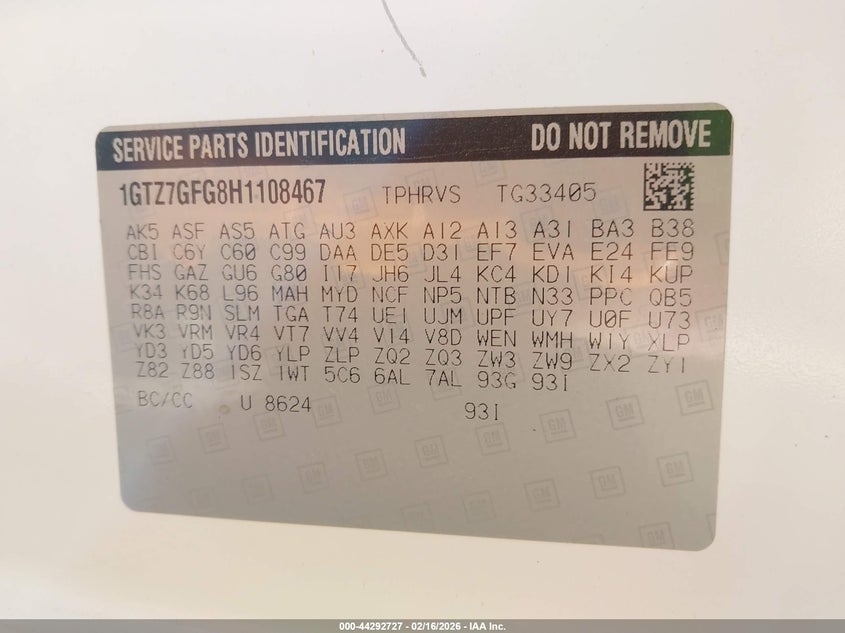 SERVICE PARTS IDENTIFICATION DO NOT REMOVE
1GTZ7GFG8H1108467 TPHRVS TG33405
AK5 ASF AS5 ATG AU3 AXK A12 A13 A31 BA3 B38
CB1 C6Y C60 C99 DAA DE5 D31 EF7 EVA E24 FE9
FHS GAZ GU6 G80 I17 JH6 JL4 KC4 KD1 K14 KUP
K34 K68 L96 MAH MYD NCF NP5 NTB N33 PPC QB5
R8A R9N SLM TGA T74 UE1 UJM UPF UY7 U0F U73
VK3 VRM VR4 VT7 VV4 V14 V8D WEN WMH W1Y XLP
YD3 YD5 YD6 YLP ZLP ZQ2 ZQ3 ZW3 ZW9 ZX2 ZY1
Z82 Z88 1SZ 1WT 5C6 6AL 7AL 93G 93I
BC/CC U 8624 93I
GM
000-44292727 - 02/16/2026 - IAA Inc.